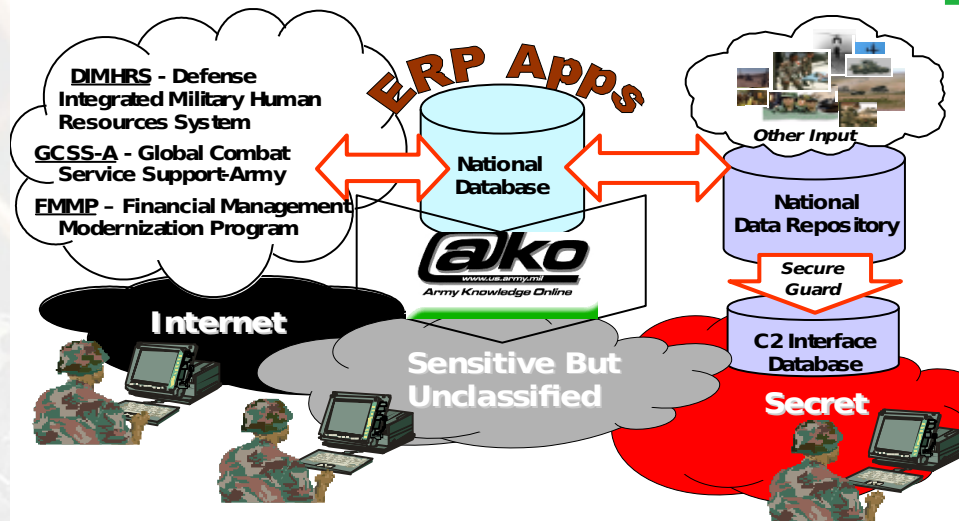 DIMHRS - Defense
Integrated Military Human
Resources System
GCSS-A - Global Combat
Service Support-Army
FMMP – Financial Management
Modernization Program
ERP Apps
National
Database
Other Input
National
Data Repository
Secure
Guard
C2 Interface
Database
@ko
www.us.army.mil
Army Knowledge Online
Internet
Sensitive But
Unclassified
Secret